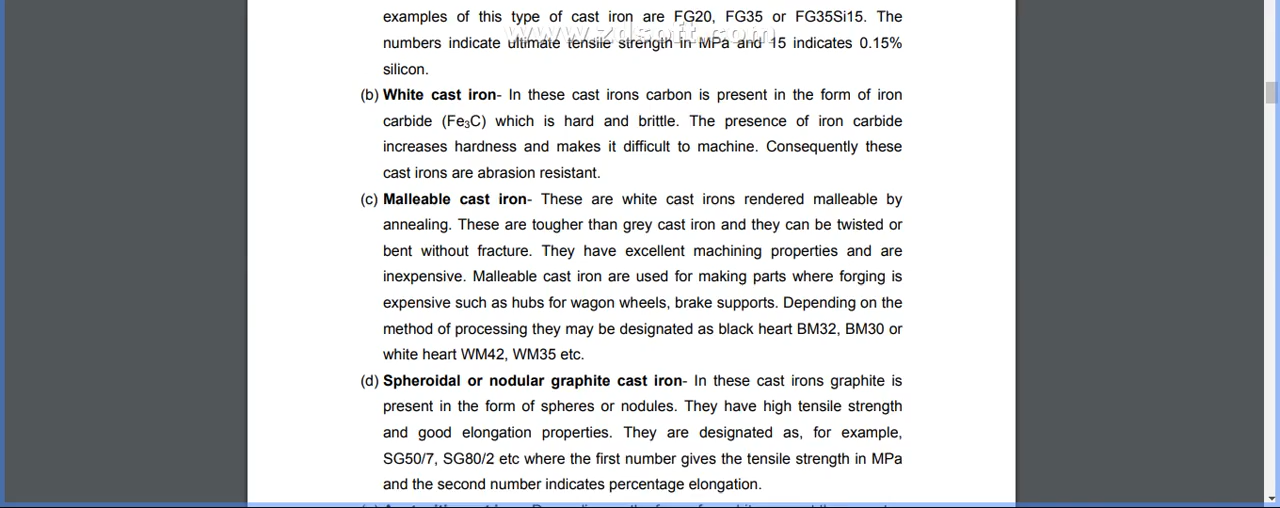 examples of this type of cast iron are FG20, FG35 or FG35Si15. The
www.zdsoft.com
numbers indicate ultimate tensile strength in MPa and 15 indicates 0.15%
silicon.
(b) White cast iron- In these cast irons carbon is present in the form of iron
carbide (Fe3C) which is hard and brittle. The presence of iron carbide
increases hardness and makes it difficult to machine. Consequently these
cast irons are abrasion resistant.
(c) Malleable cast iron- These are white cast irons rendered malleable by
annealing. These are tougher than grey cast iron and they can be twisted or
bent without fracture. They have excellent machining properties and are
inexpensive. Malleable cast iron are used for making parts where forging is
expensive such as hubs for wagon wheels, brake supports. Depending on the
method of processing they may be designated as black heart BM32, BM30 or
white heart WM42, WM35 etc.
(d) Spheroidal or nodular graphite cast iron- In these cast irons graphite is
present in the form of spheres or nodules. They have high tensile strength
and good elongation properties. They are designated as, for example,
SG50/7, SG80/2 etc where the first number gives the tensile strength in MPa
and the second number indicates percentage elongation.